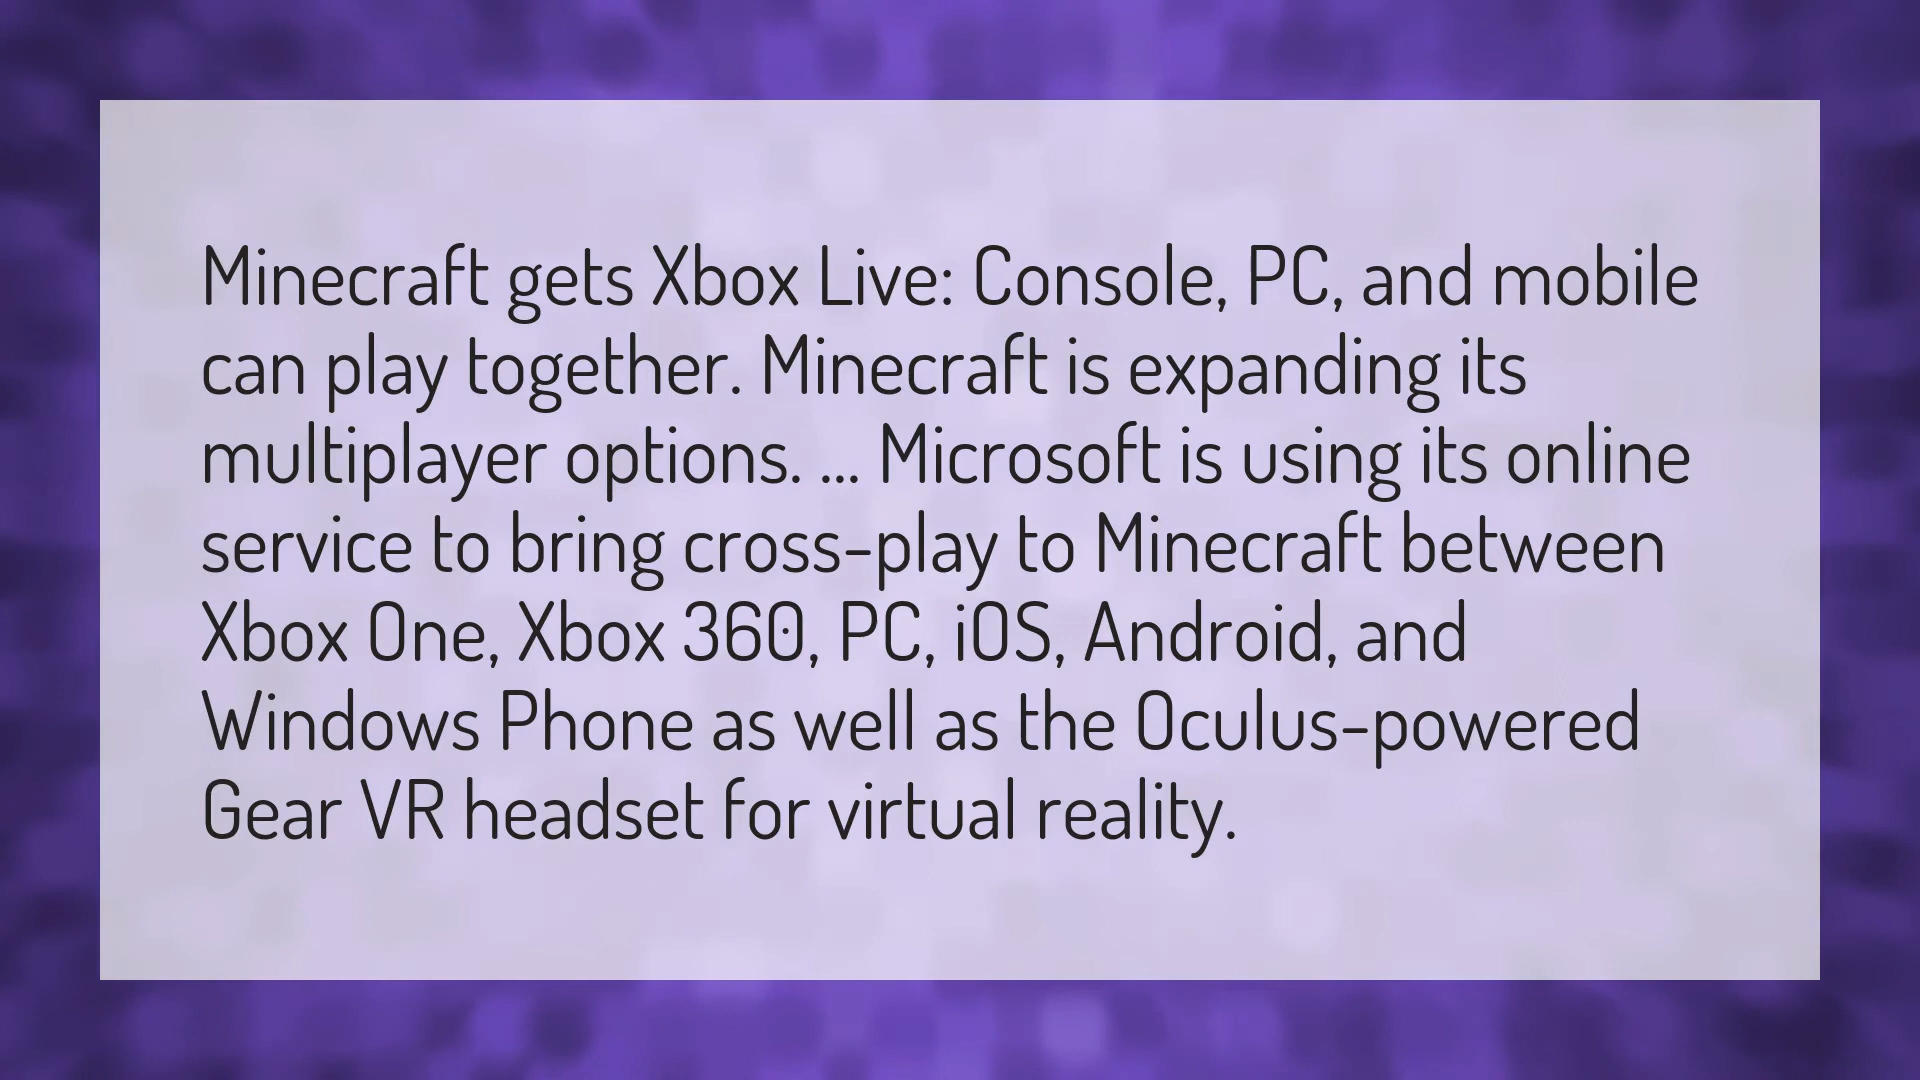 Minecraft gets Xbox Live: Console, PC, and mobile
can play together. Minecraft is expanding its
multiplayer options. ... Microsoft is using its online
service to bring cross-play to Minecraft between
Xbox One, Xbox 360, PC, iOS, Android, and
Windows Phone as well as the Oculus-powered
Gear VR headset for virtual reality.